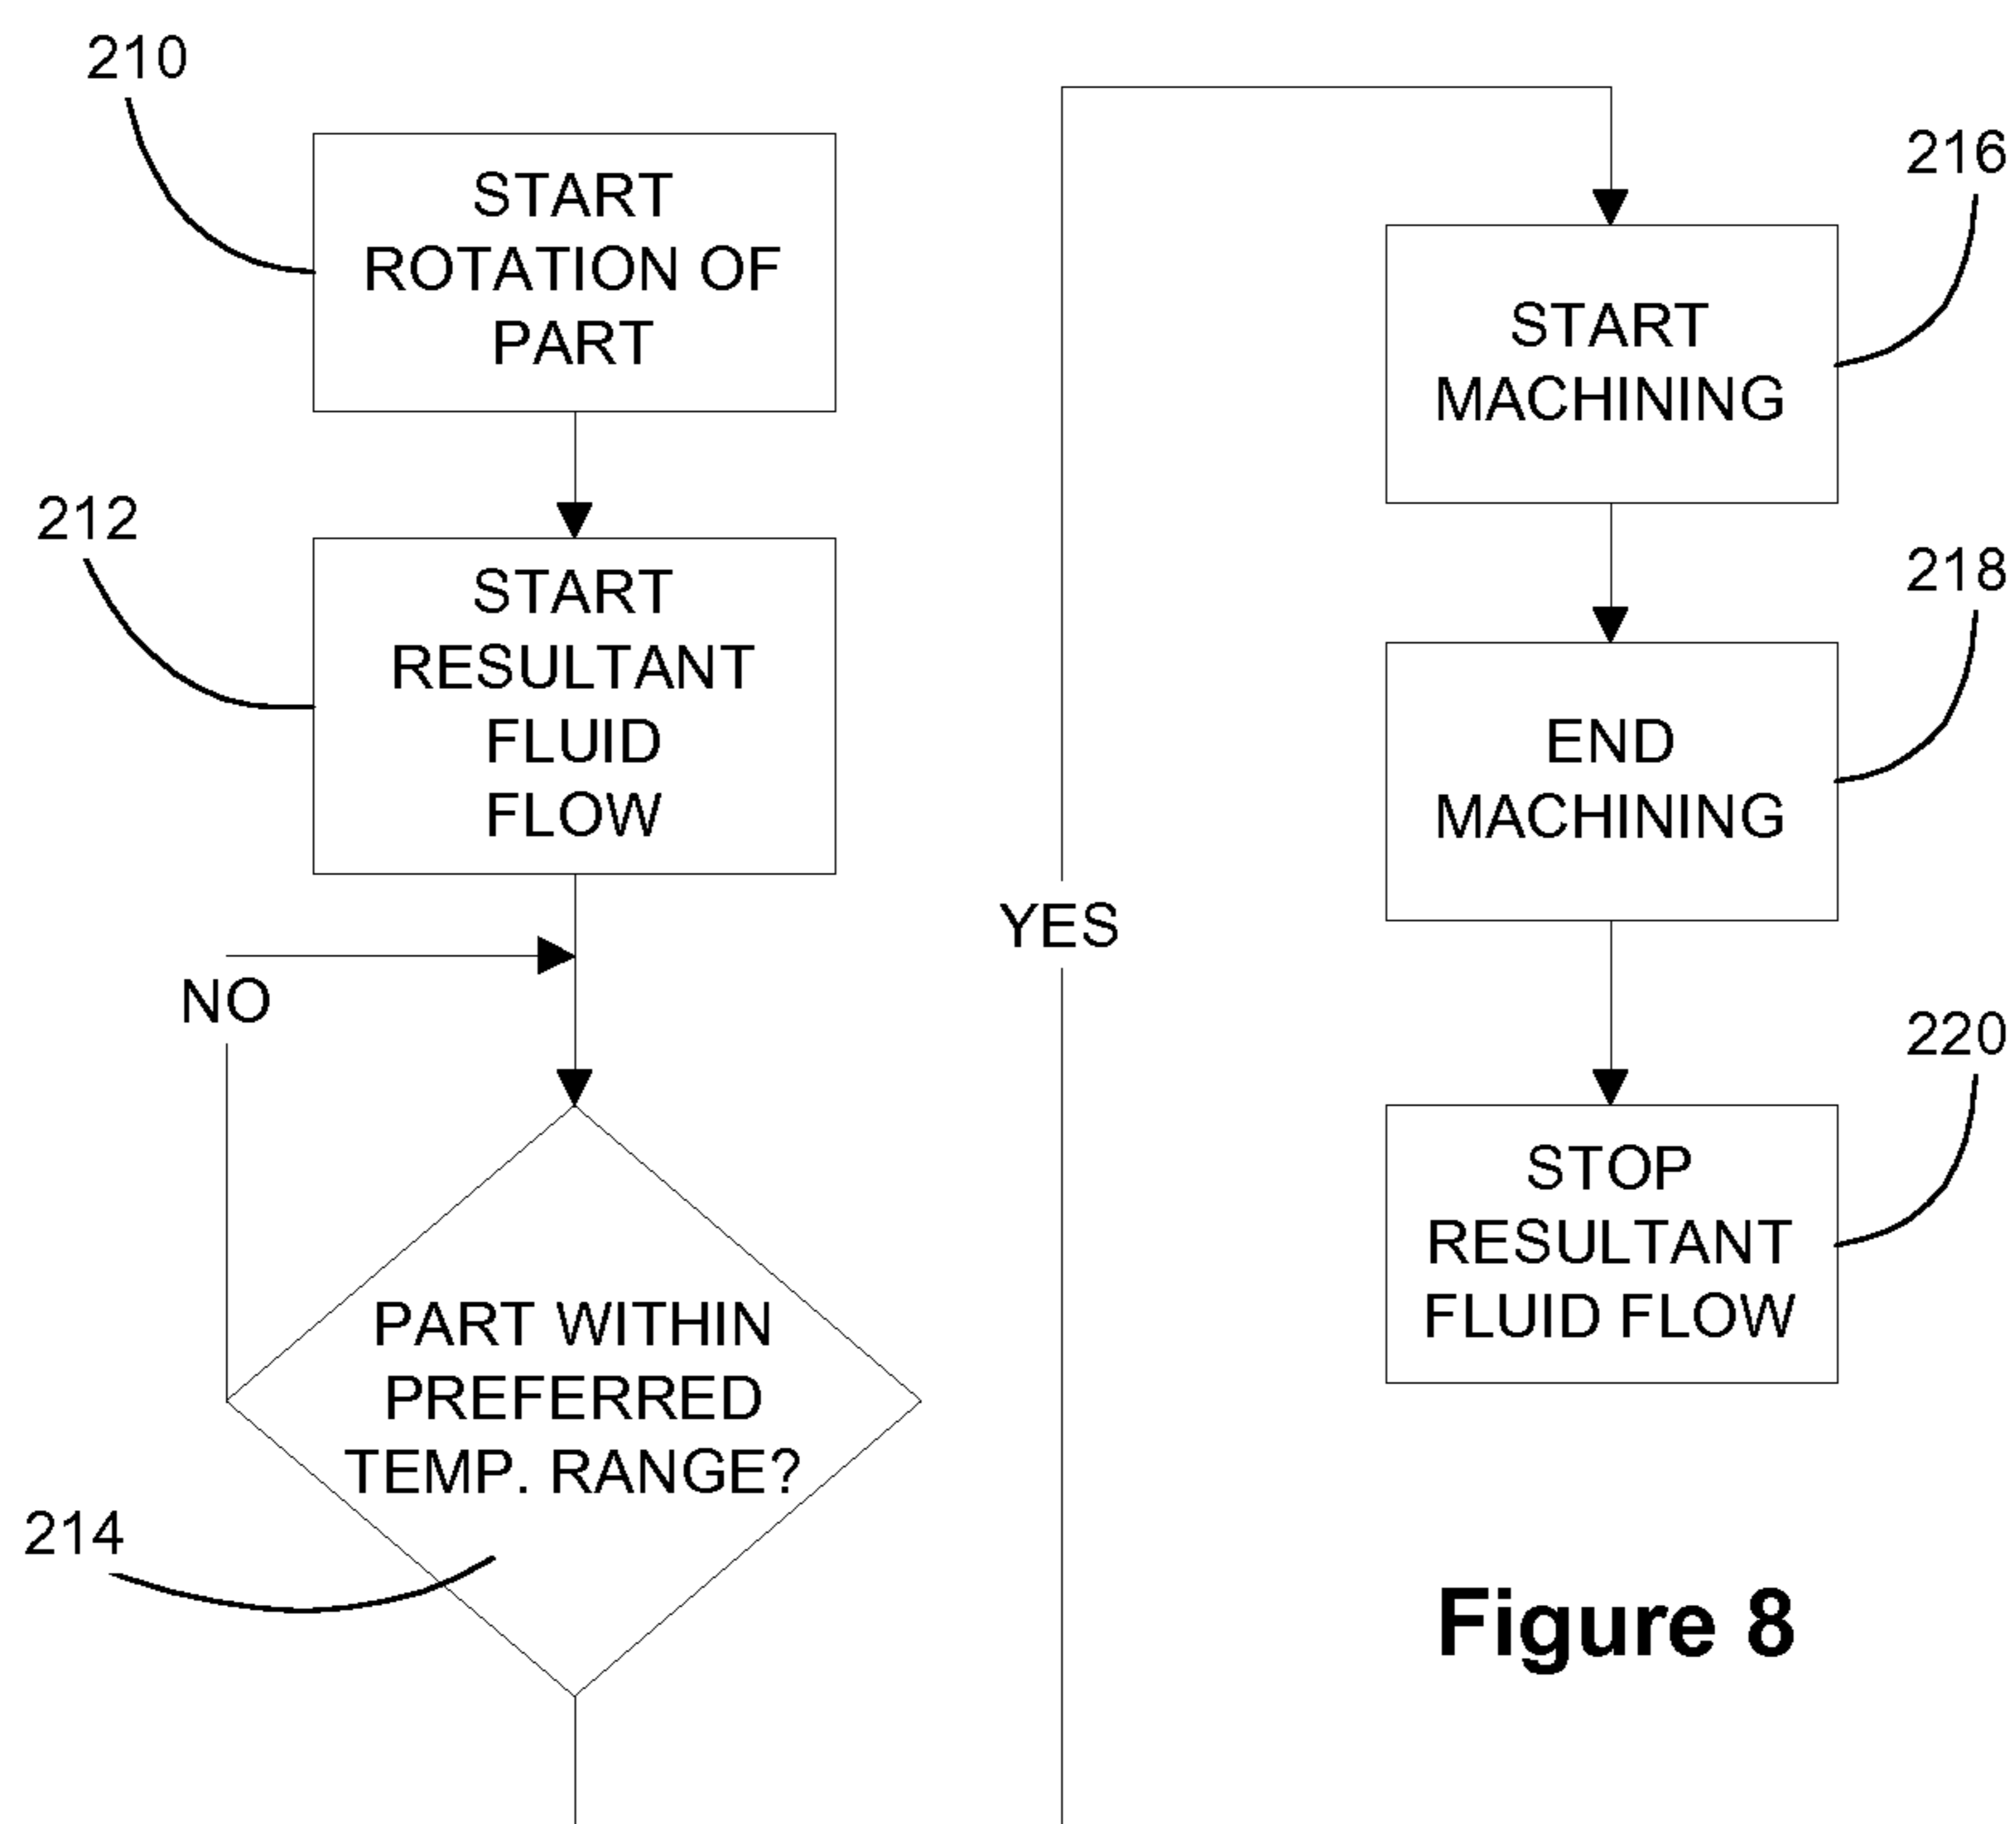 210
START
ROTATION OF
PART
212
START
RESULTANT
FLUID
FLOW
NO
PART WITHIN
PREFERRED
TEMP. RANGE?
214
YES
216
START
MACHINING
218
END
MACHINING
220
STOP
RESULTANT
FLUID FLOW
Figure 8